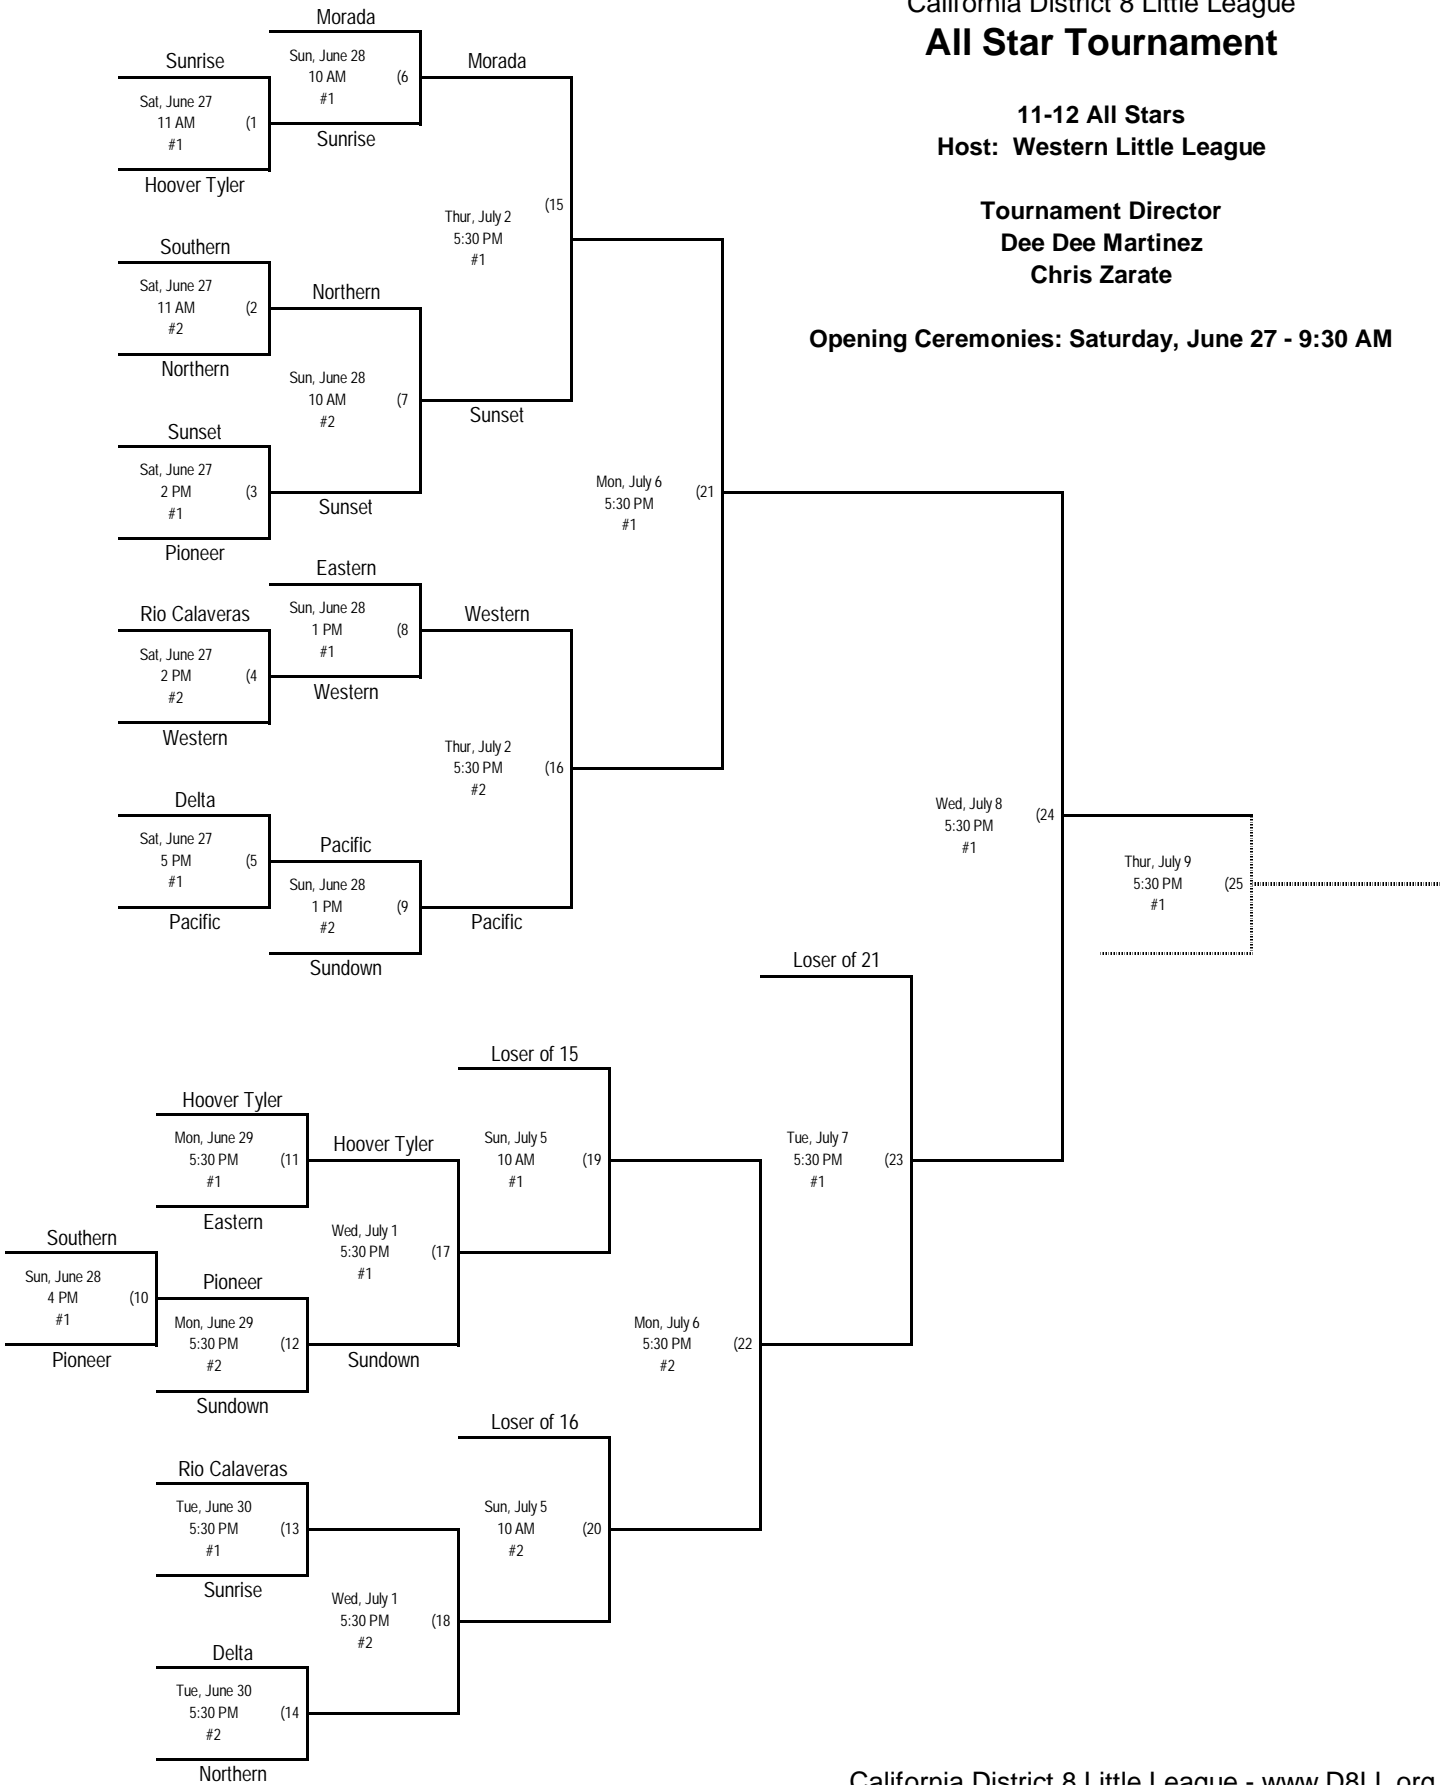 California District 8 Little League
All Star Tournament
11-12 All Stars
Host: Western Little League
Tournament Director
Dee Dee Martinez
Chris Zarate
Opening Ceremonies: Saturday, June 27 - 9:30 AM
Morada
Sunrise
Sun, June 28
10 AM (6
#1
Morada
Sat, June 27
11 AM (1
#1
Sunrise
Hoover Tyler
Thur, July 2
5:30 PM (15
#1
Southern
Sat, June 27
11 AM (2
#2
Northern
Northern
Sun, June 28
10 AM (7
#2
Sunset
Sunset
Sat, June 27
2 PM (3
#1
Sunset
Pioneer
Mon, July 6
5:30 PM (21
#1
Eastern
Rio Calaveras
Sun, June 28
1 PM (8
#1
Western
Sat, June 27
2 PM (4
#2
Western
Western
Thur, July 2
5:30 PM (16
#2
Delta
Sat, June 27
5 PM (5
#1
Pacific
Pacific
Sun, June 28
1 PM (9
#2
Pacific
Sundown
Wed, July 8
5:30 PM (24
#1
Thur, July 9
5:30 PM (25
#1
Loser of 21
Loser of 15
Hoover Tyler
Mon, June 29
5:30 PM (11
#1
Hoover Tyler
Sun, July 5
10 AM (19
#1
Tue, July 7
5:30 PM (23
#1
Eastern
Southern
Wed, July 1
5:30 PM (17
#1
Sun, June 28
4 PM (10
#1
Pioneer
Pioneer
Mon, June 29
5:30 PM (12
#2
Sundown
Sundown
Mon, July 6
5:30 PM (22
#2
Loser of 16
Rio Calaveras
Tue, June 30
5:30 PM (13
#1
Sunrise
Sun, July 5
10 AM (20
#2
Wed, July 1
5:30 PM (18
#2
Delta
Tue, June 30
5:30 PM (14
#2
Northern
California District 8 Little League - www.D8LL.org